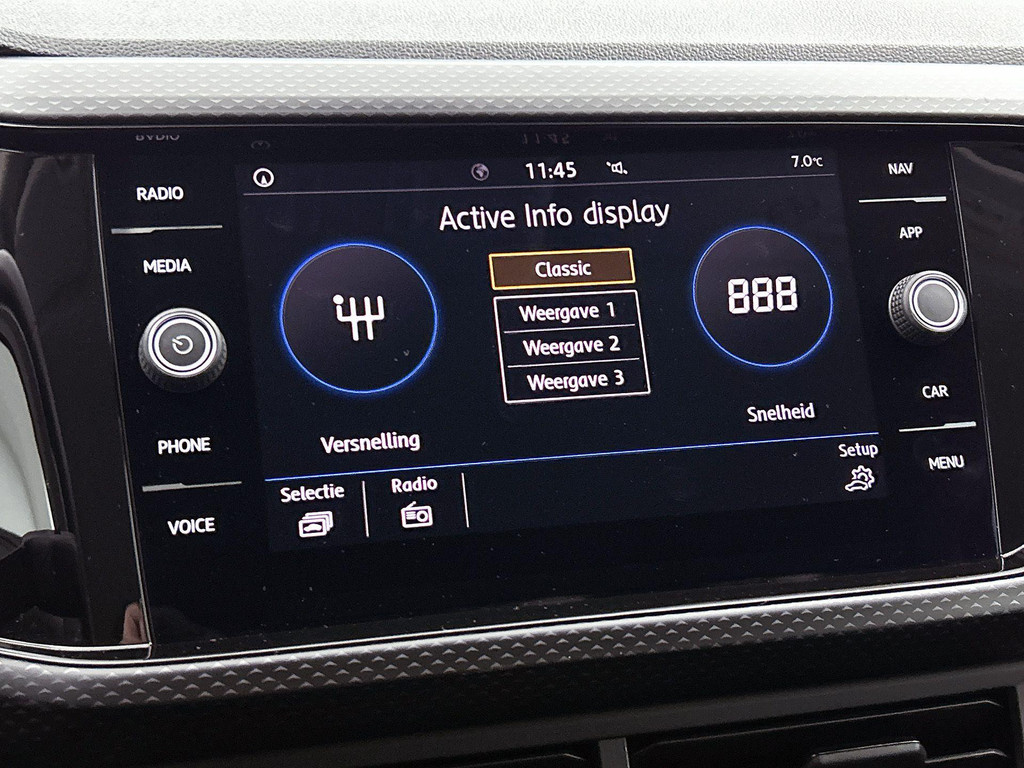 RADIO
MEDIA
PHONE
VOICE
11:45
7.0°C
Active Info display
Classic
Weergave 1
Weergave 2
Weergave 3
888
Versnelling
Snelheid
Selectie
Radio
Setup
NAV
APP
CAR
MENU